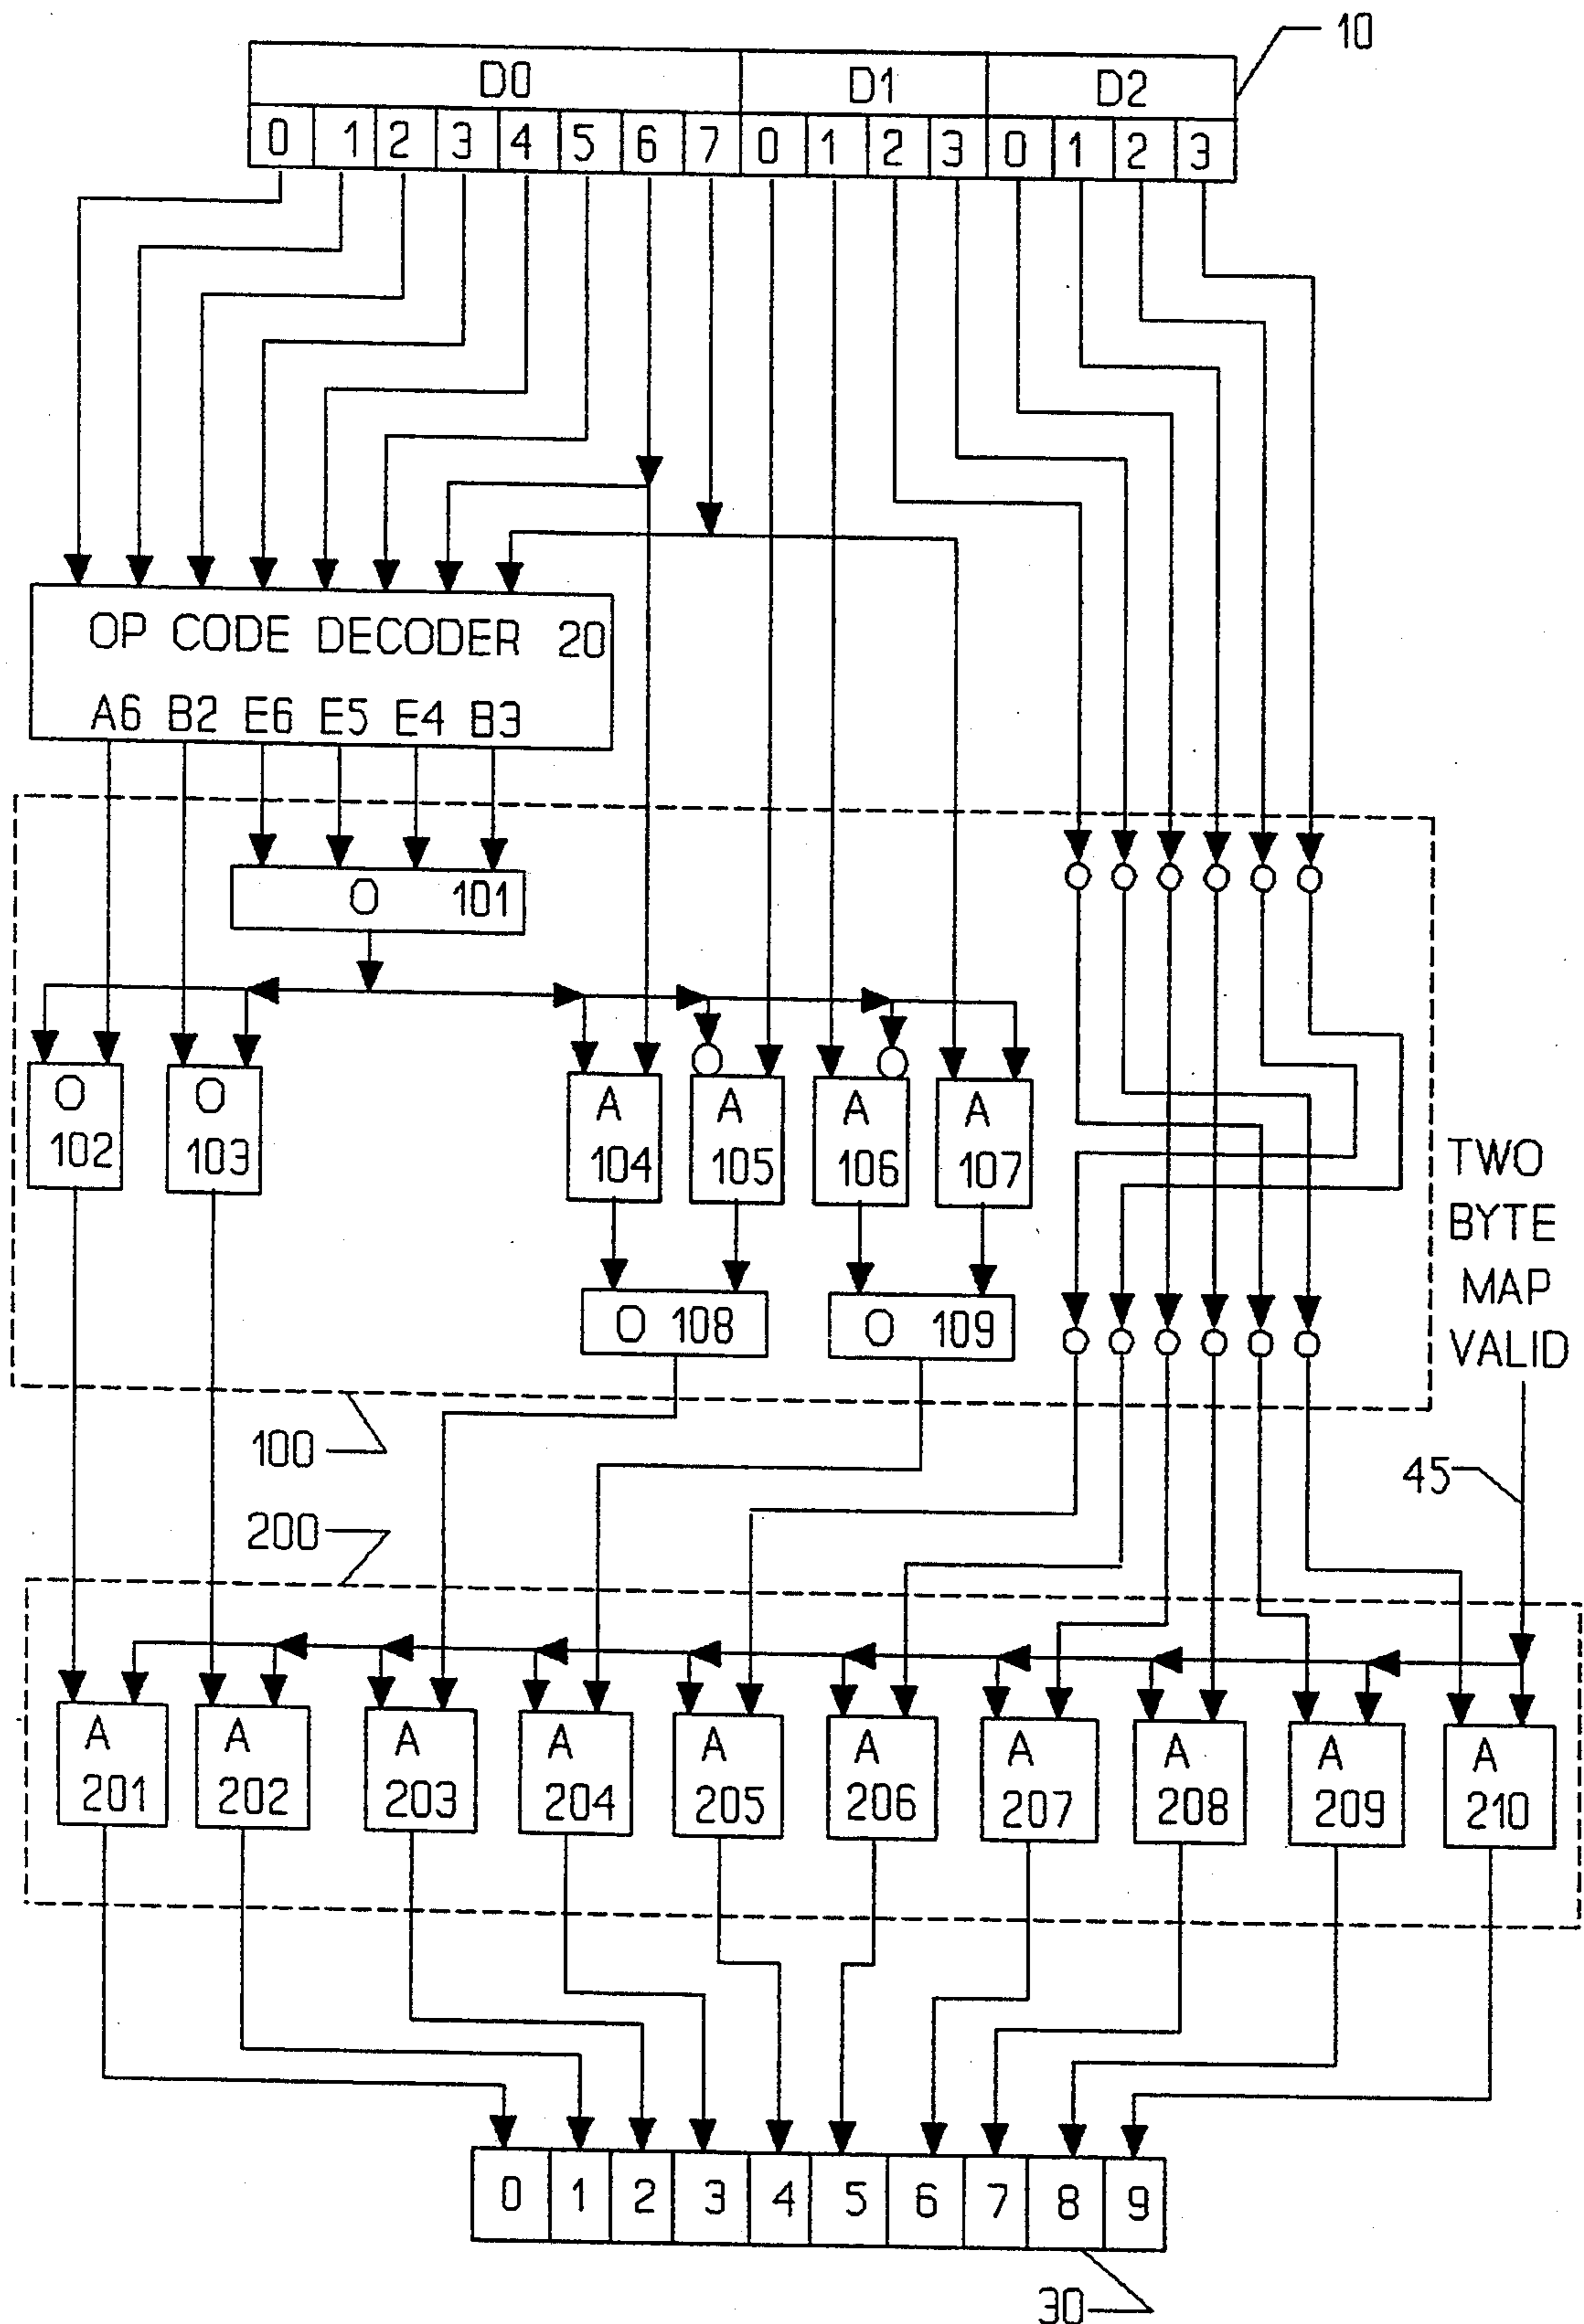 10
D0 D1 D2
0 1 2 3 4 5 6 7 0 1 2 3 0 1 2 3
OP CODE DECODER 20
A6 B2 E6 E5 E4 B3
O 101
O 102
O 103
A 104
A 105
A 106
A 107
O 108
O 109
TWO
BYTE
MAP
VALID
100
45
200
A 201
A 202
A 203
A 204
A 205
A 206
A 207
A 208
A 209
A 210
0 1 2 3 4 5 6 7 8 9
30